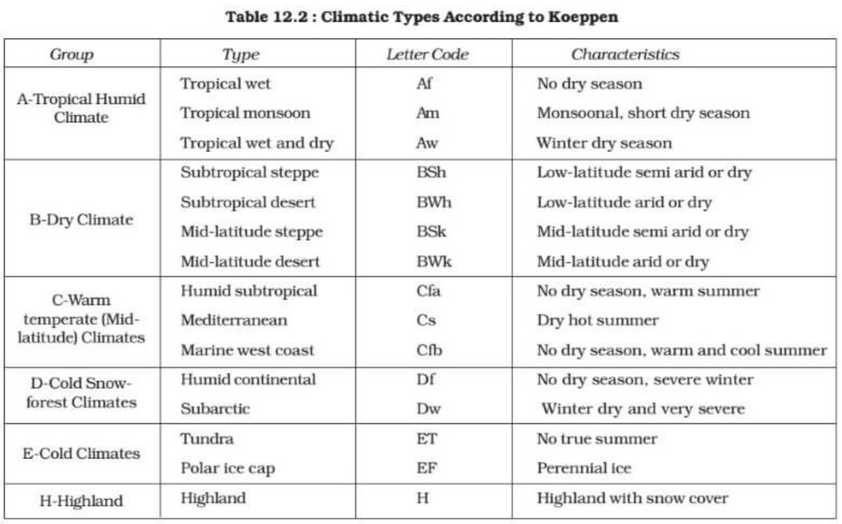 Table 12.2 : Climatic Types According to Koeppen
Group Type Letter Code Characteristics
A-Tropical Humid
Climate
Tropical wet Af No dry season
Tropical monsoon Am Monsoonal, short dry season
Tropical wet and dry Aw Winter dry season
B-Dry Climate
Subtropical steppe BSh Low-latitude semi arid or dry
Subtropical desert BWh Low-latitude arid or dry
Mid-latitude steppe BSk Mid-latitude semi arid or dry
Mid-latitude desert BWk Mid-latitude arid or dry
C-Warm
temperate (Mid-
latitude) Climates
Humid subtropical Cfa No dry season, warm summer
Mediterranean Cs Dry hot summer
Marine west coast Cfb No dry season, warm and cool summer
D-Cold Snow-
forest Climates
Humid continental Df No dry season, severe winter
Subarctic Dw Winter dry and very severe
E-Cold Climates
Tundra ET No true summer
Polar ice cap EF Perennial ice
H-Highland Highland H Highland with snow cover